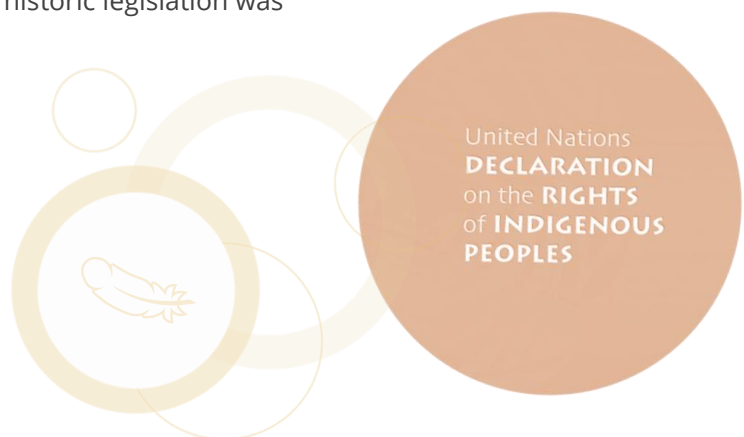 historic legislation was
United Nations
DECLARATION
on the RIGHTS
of INDIGENOUS
PEOPLES